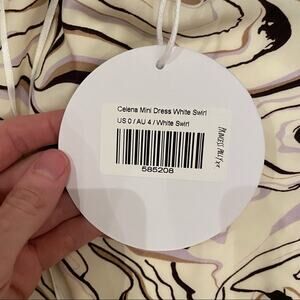 Celena Mini Dress White Swirl
US 0 / AU 4 / White Swirl
585208